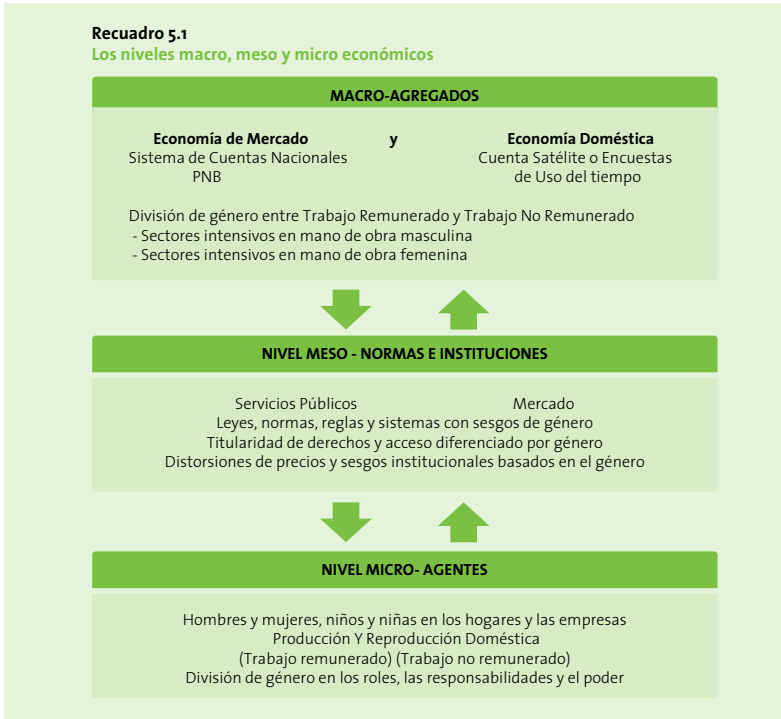 Recuadro 5.1
Los niveles macro, meso y micro económicos
MACRO-AGREGADOS
Economía de Mercado y Economía Doméstica
Sistema de Cuentas Nacionales Cuenta Satélite o Encuestas
PNB de Uso del tiempo
División de género entre Trabajo Remunerado y Trabajo No Remunerado
- Sectores intensivos en mano de obra masculina
- Sectores intensivos en mano de obra femenina
NIVEL MESO - NORMAS E INSTITUCIONES
Servicios Públicos Mercado
Leyes, normas, reglas y sistemas con sesgos de género
Titularidad de derechos y acceso diferenciado por género
Distorsiones de precios y sesgos institucionales basados en el género
NIVEL MICRO- AGENTES
Hombres y mujeres, niños y niñas en los hogares y las empresas
Producción Y Reproducción Doméstica
(Trabajo remunerado) (Trabajo no remunerado)
División de género en los roles, las responsabilidades y el poder